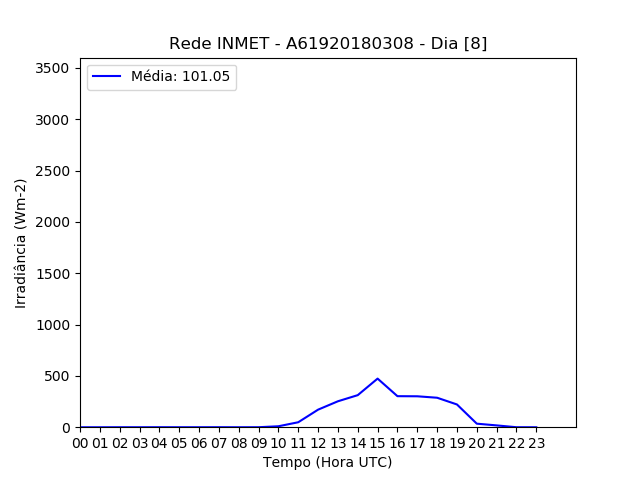 Rede INMET - A61920180308 - Dia [8]
Média: 101.05
3500
3000
2500
2000
1500
1000
500
0
Irradiância (Wm-2)
00 01 02 03 04 05 06 07 08 09 10 11 12 13 14 15 16 17 18 19 20 21 22 23
Tempo (Hora UTC)